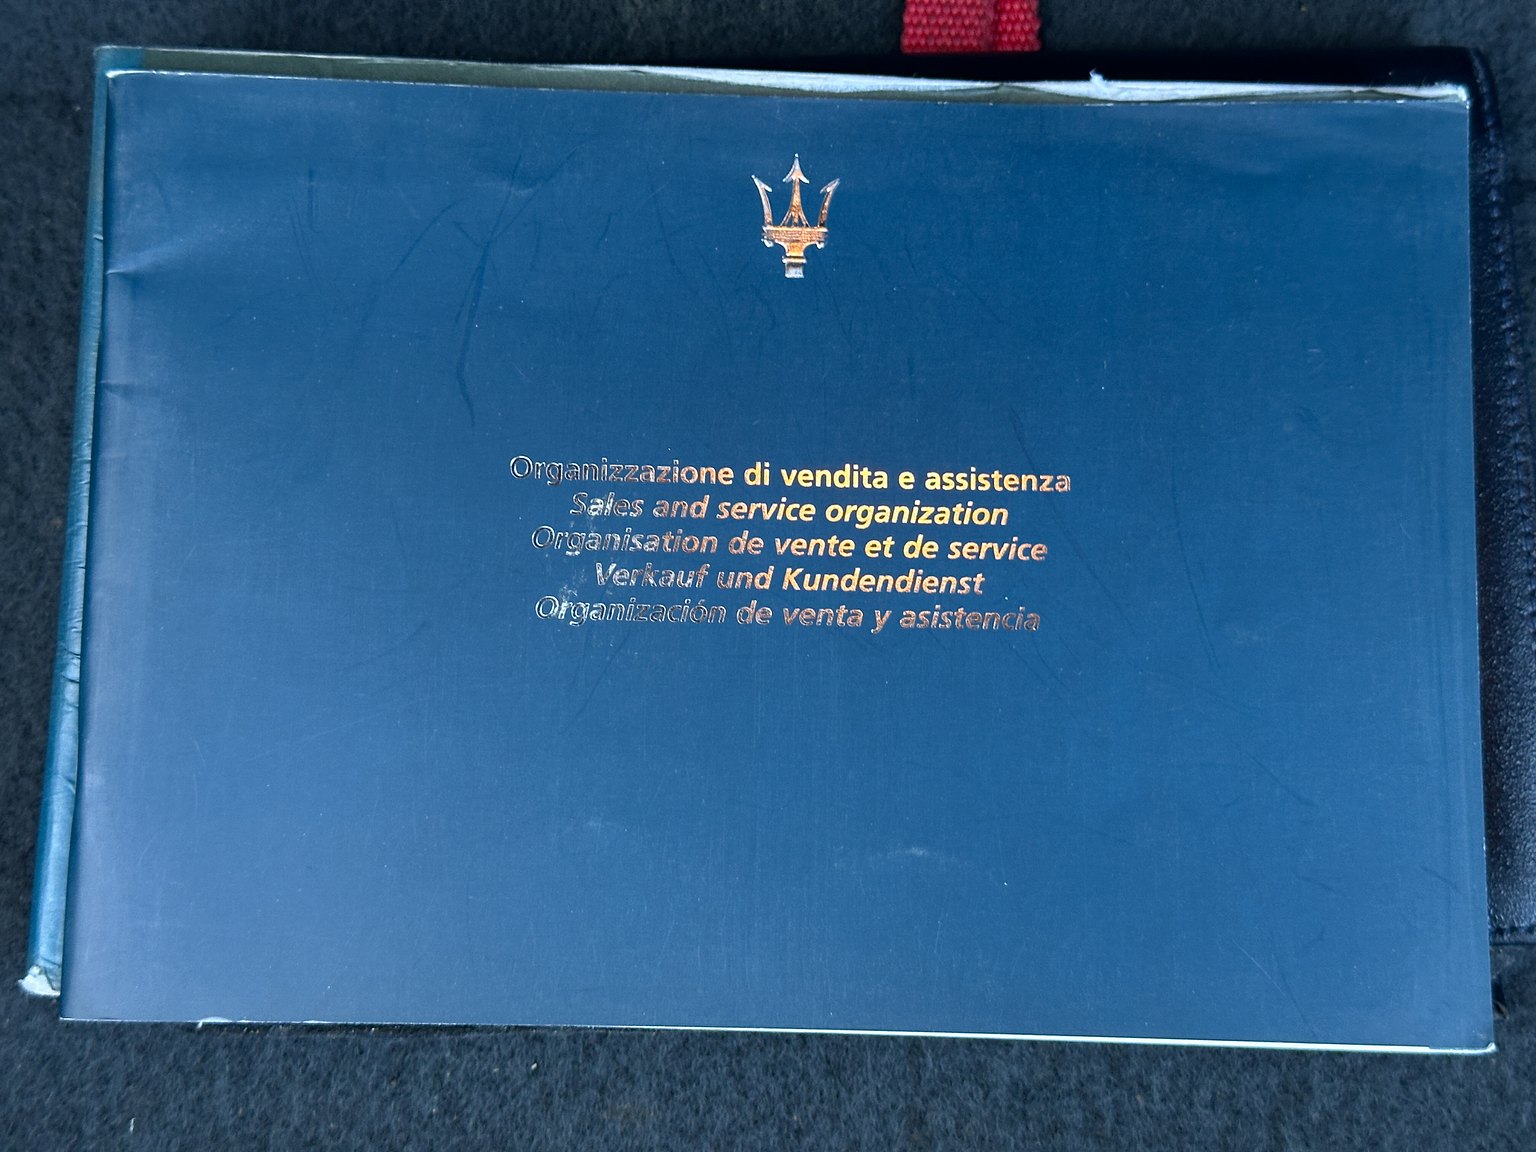 Organizzazione di vendita e assistenza
Sales and service organization
Organisation de vente et de service
Verkauf und Kundendienst
Organización de venta y asistencia